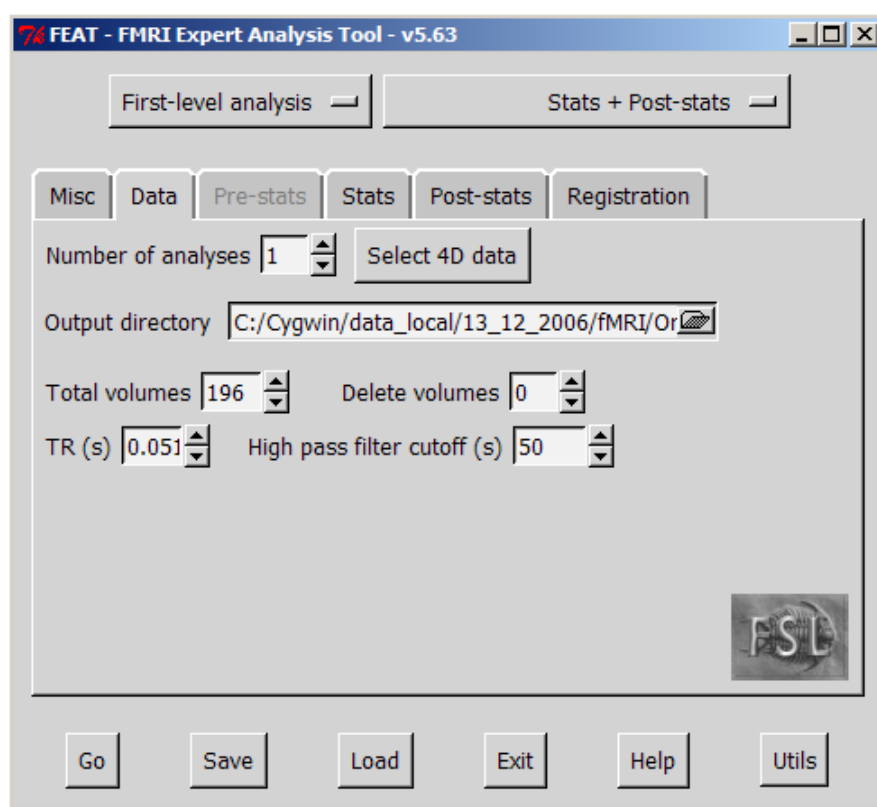 FEAT - FMRI Expert Analysis Tool - v5.63
First-level analysis Stats + Post-stats
Misc Data Pre-stats Stats Post-stats Registration
Number of analyses 1 Select 4D data
Output directory C:/Cygwin/data_local/13_12_2006/fMRI/Or
Total volumes 196 Delete volumes 0
TR (s) 0.051 High pass filter cutoff (s) 50
FSL
Go Save Load Exit Help Utils